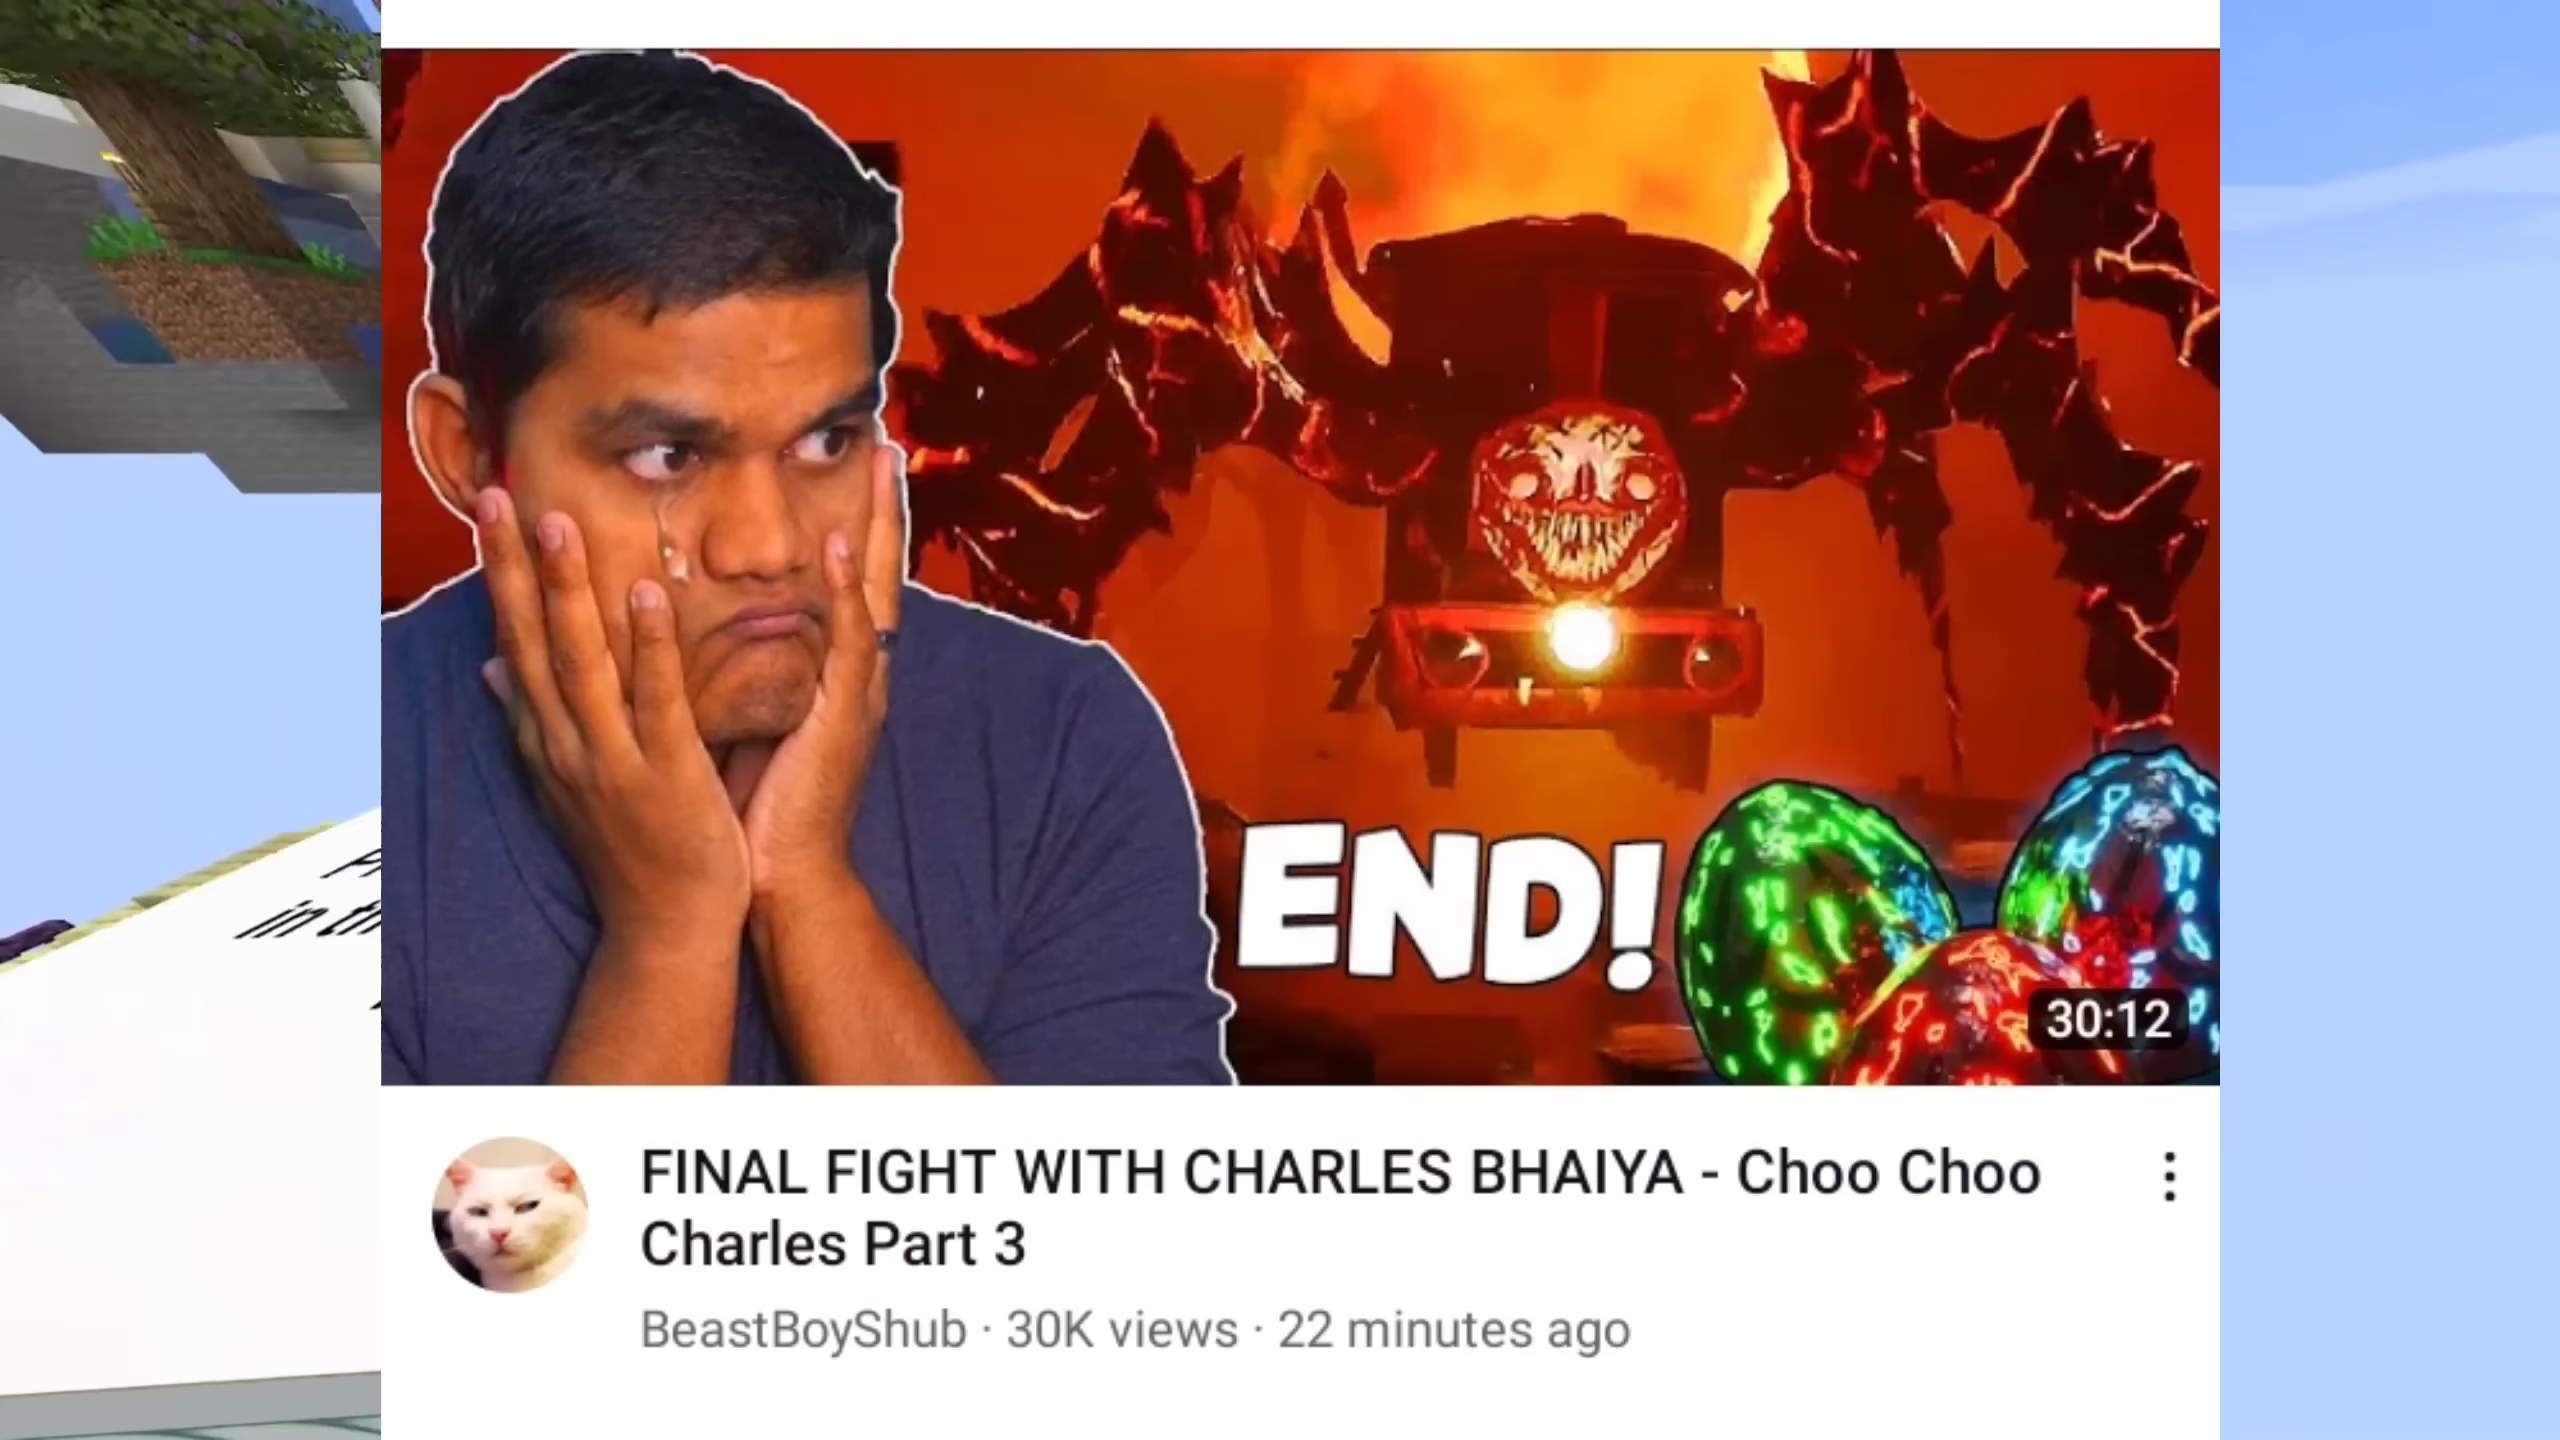 END!
30:12
FINAL FIGHT WITH CHARLES BHAIYA - Choo Choo
Charles Part 3
BeastBoyShub · 30K views · 22 minutes ago
in